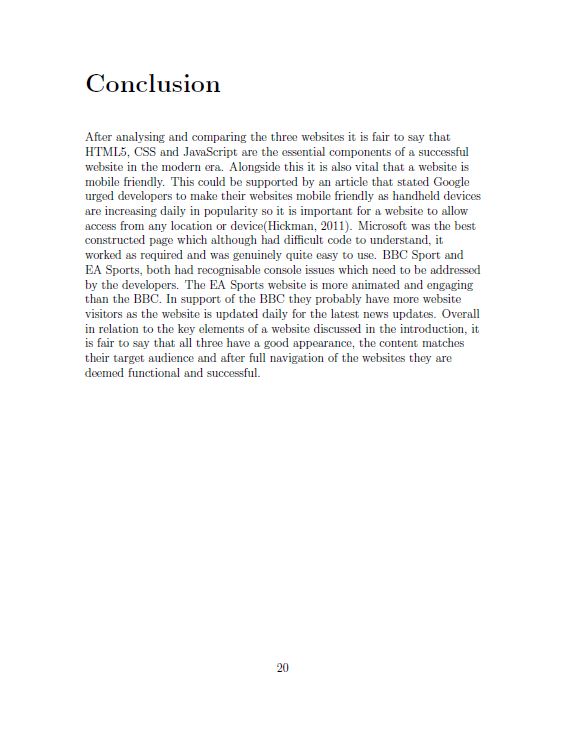 Conclusion
After analysing and comparing the three websites it is fair to say that
HTML5, CSS and JavaScript are the essential components of a successful
website in the modern era. Alongside this it is also vital that a website is
mobile friendly. This could be supported by an article that stated Google
urged developers to make their websites mobile friendly as handheld devices
are increasing daily in popularity so it is important for a website to allow
access from any location or device(Hickman, 2011). Microsoft was the best
constructed page which although had difficult code to understand, it
worked as required and was genuinely quite easy to use. BBC Sport and
EA Sports, both had recognisable console issues which need to be addressed
by the developers. The EA Sports website is more animated and engaging
than the BBC. In support of the BBC they probably have more website
visitors as the website is updated daily for the latest news updates. Overall
in relation to the key elements of a website discussed in the introduction, it
is fair to say that all three have a good appearance, the content matches
their target audience and after full navigation of the websites they are
deemed functional and successful.
20